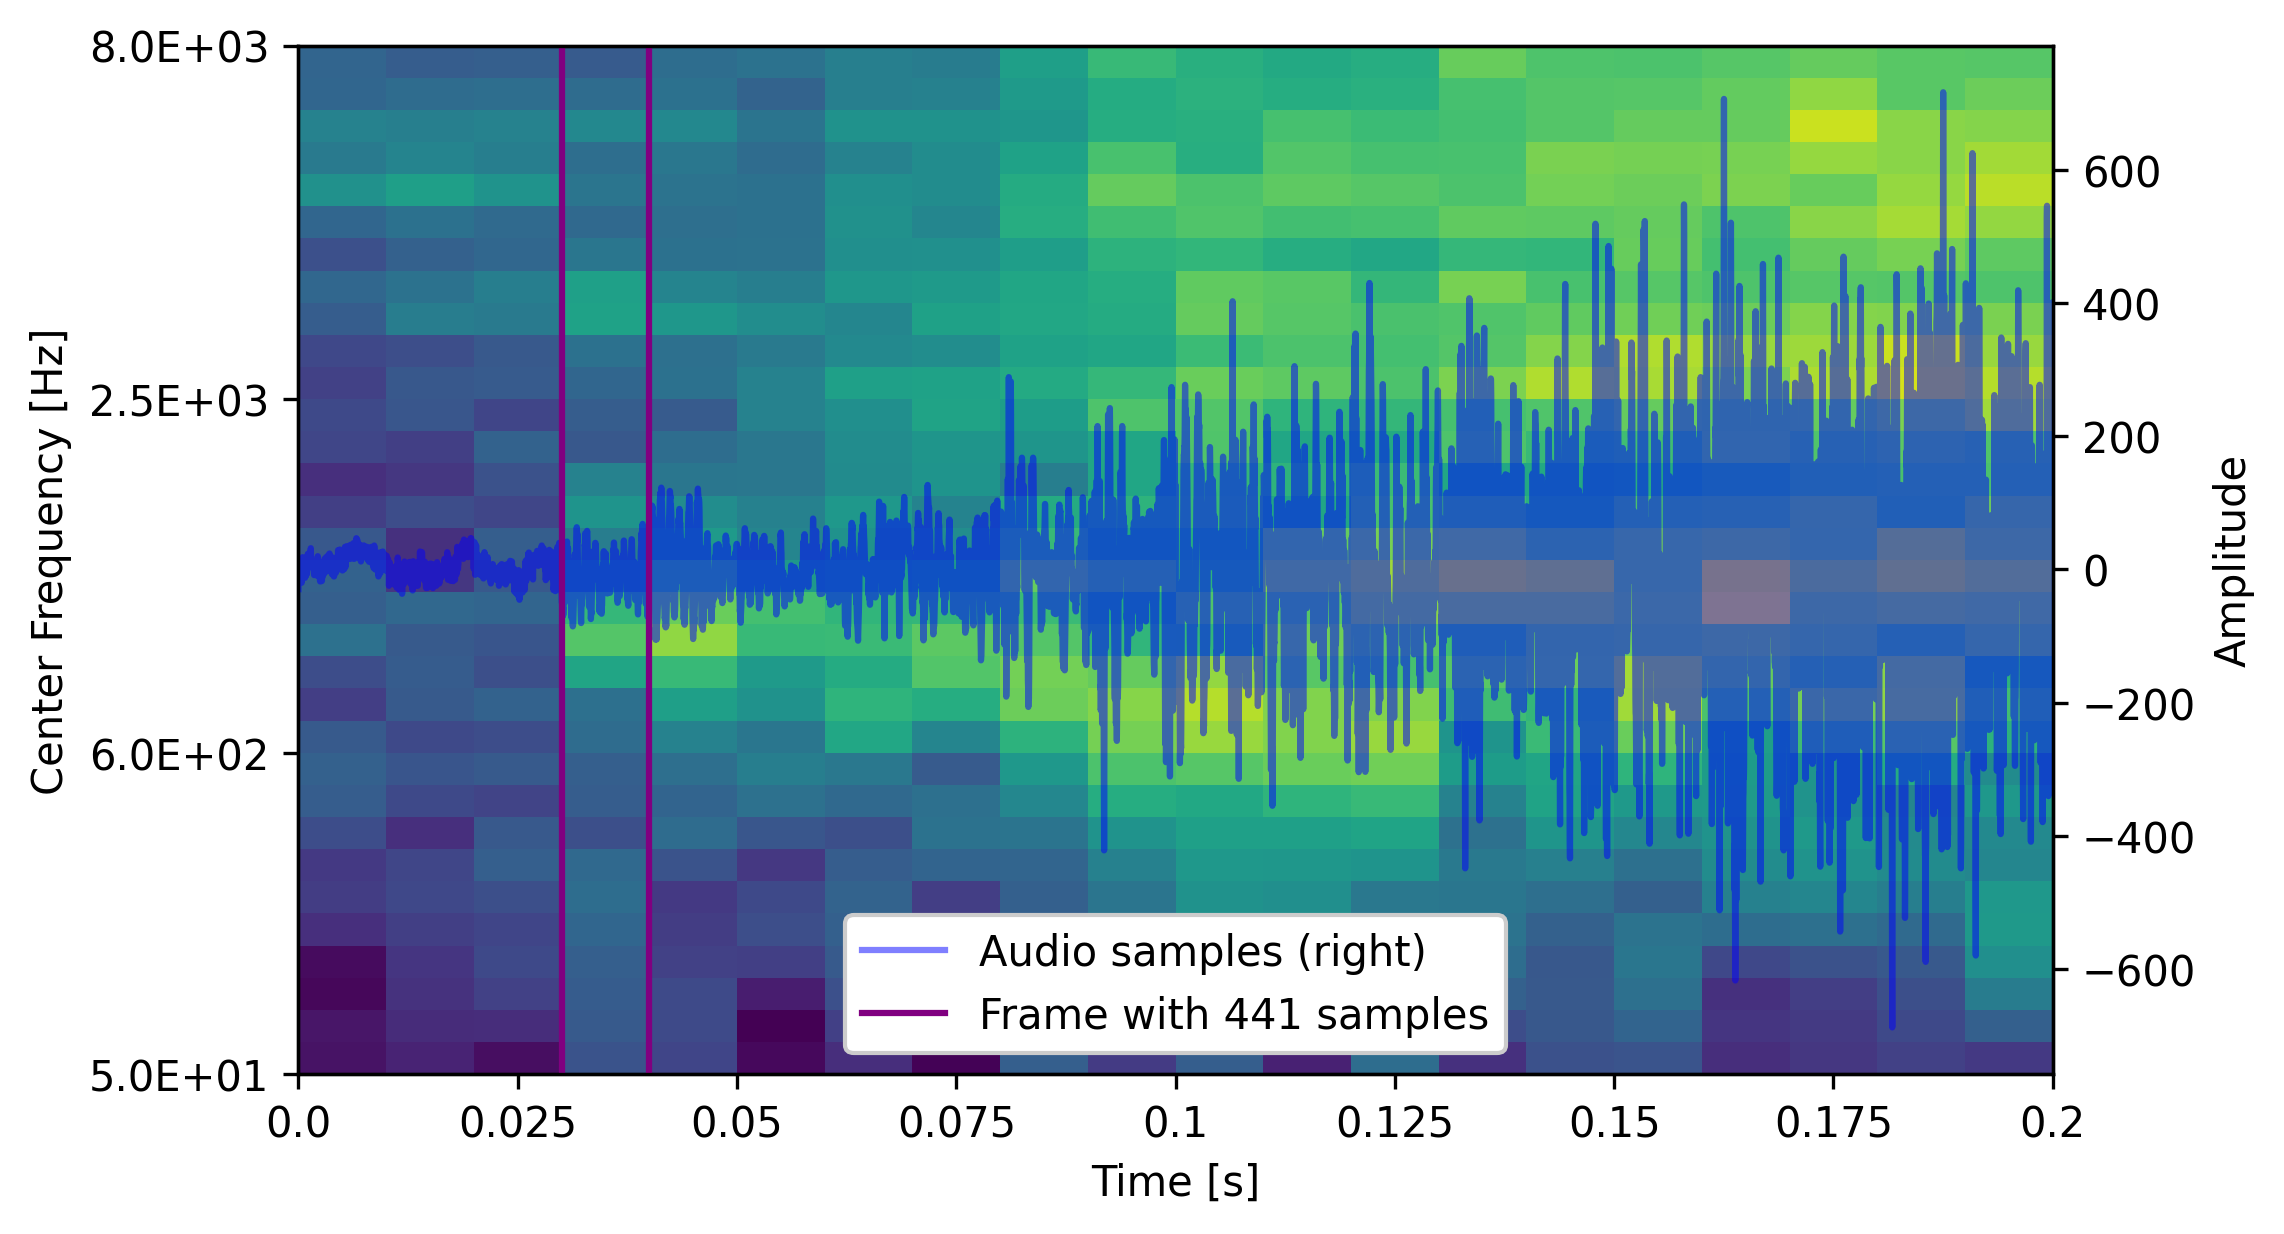 8.0E+03
2.5E+03
6.0E+02
5.0E+01
Center Frequency [Hz]
600
400
200
0
−200
−400
−600
Amplitude
Audio samples (right)
Frame with 441 samples
0.0
0.025
0.05
0.075
0.1
0.125
0.15
0.175
0.2
Time [s]